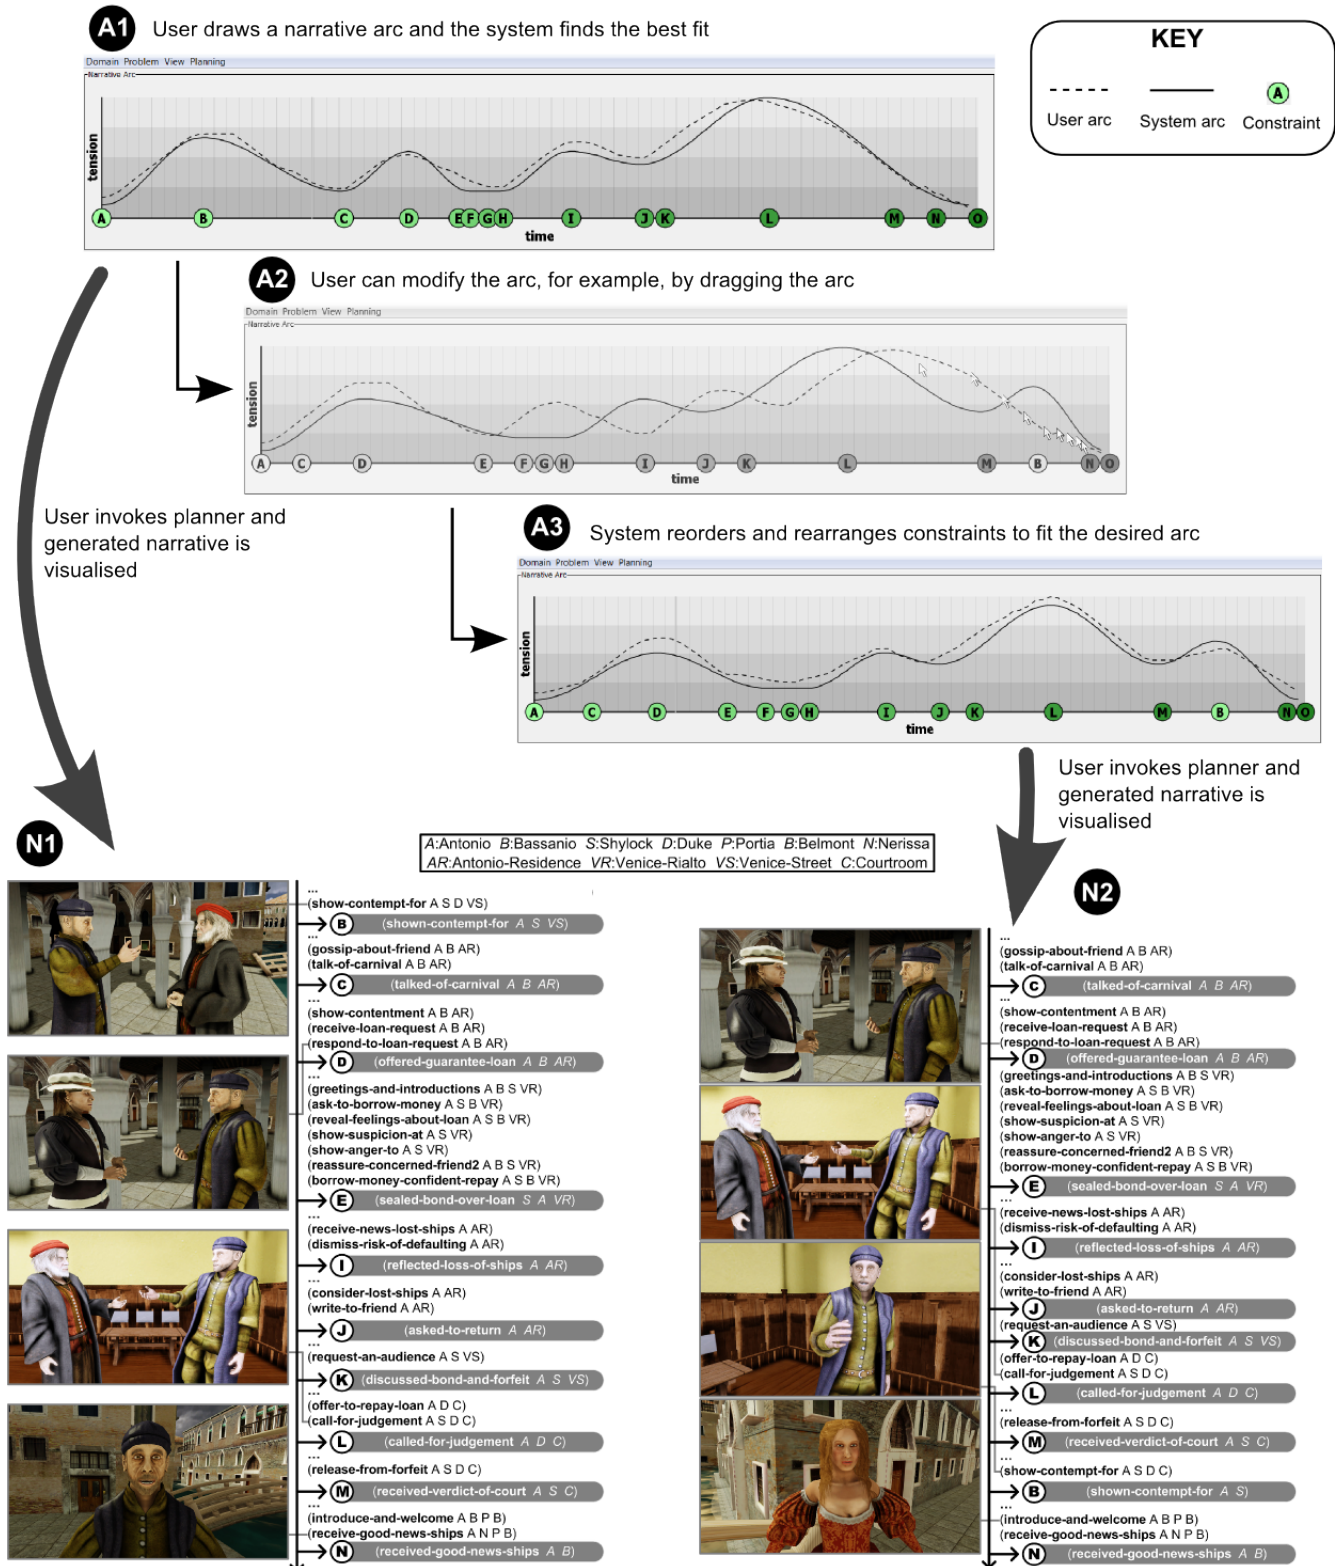 A1 User draws a narrative arc and the system finds the best fit
Domain Problem View Planning
Narrative Arc
tension
A B C D E F G H I J K L M N O
time
KEY
A
User arc System arc Constraint
A2 User can modify the arc, for example, by dragging the arc
Domain Problem View Planning
Narrative Arc
tension
A C D E F G H I J K L M B N O
time
User invokes planner and
generated narrative is
visualised
A3 System reorders and rearranges constraints to fit the desired arc
Domain Problem View Planning
Narrative Arc
tension
A C D E F G H I J K L M B N O
time
User invokes planner and
generated narrative is
visualised
A:Antonio B:Bassanio S:Shylock D:Duke P:Portia B:Belmont N:Nerissa
AR:Antonio-Residence VR:Venice-Rialto VS:Venice-Street C:Courtroom
N1
...
(show-contempt-for A S D VS)
B (shown-contempt-for A S VS)
...
(gossip-about-friend A B AR)
(talk-of-carnival A B AR)
C (talked-of-carnival A B AR)
...
(show-contentment A B AR)
(receive-loan-request A B AR)
(respond-to-loan-request A B AR)
D (offered-guarantee-loan A B AR)
...
(greetings-and-introductions A B S VR)
(ask-to-borrow-money A S B VR)
(reveal-feelings-about-loan A S B VR)
(show-suspicion-at A S VR)
(show-anger-to A S VR)
(reassure-concerned-friend2 A B S VR)
(borrow-money-confident-repay A S B VR)
E (sealed-bond-over-loan S A VR)
...
(receive-news-lost-ships A AR)
(dismiss-risk-of-defaulting A AR)
I (reflected-loss-of-ships A AR)
...
(consider-lost-ships A AR)
(write-to-friend A AR)
J (asked-to-return A AR)
...
(request-an-audience A S VS)
K (discussed-bond-and-forfeit A S VS)
...
(offer-to-repay-loan A D C)
(call-for-judgement A S D C)
L (called-for-judgement A D C)
...
(release-from-forfeit A S D C)
M (received-verdict-of-court A S C)
...
(introduce-and-welcome A B P B)
(receive-good-news-ships A N P B)
N (received-good-news-ships A B)
N2
...
(gossip-about-friend A B AR)
(talk-of-carnival A B AR)
C (talked-of-carnival A B AR)
...
(show-contentment A B AR)
(receive-loan-request A B AR)
(respond-to-loan-request A B AR)
D (offered-guarantee-loan A B AR)
(greetings-and-introductions A B S VR)
(ask-to-borrow-money A S B VR)
(reveal-feelings-about-loan A S B VR)
(show-suspicion-at A S VR)
(show-anger-to A S VR)
(reassure-concerned-friend2 A B S VR)
(borrow-money-confident-repay A S B VR)
E (sealed-bond-over-loan S A VR)
...
(receive-news-lost-ships A AR)
(dismiss-risk-of-defaulting A AR)
I (reflected-loss-of-ships A AR)
...
(consider-lost-ships A AR)
(write-to-friend A AR)
J (asked-to-return A AR)
(request-an-audience A S VS)
K (discussed-bond-and-forfeit A S VS)
(offer-to-repay-loan A D C)
(call-for-judgement A S D C)
L (called-for-judgement A D C)
...
(release-from-forfeit A S D C)
M (received-verdict-of-court A S C)
...
(show-contempt-for A S D C)
B (shown-contempt-for A S)
...
(introduce-and-welcome A B P B)
(receive-good-news-ships A N P B)
N (received-good-news-ships A B)